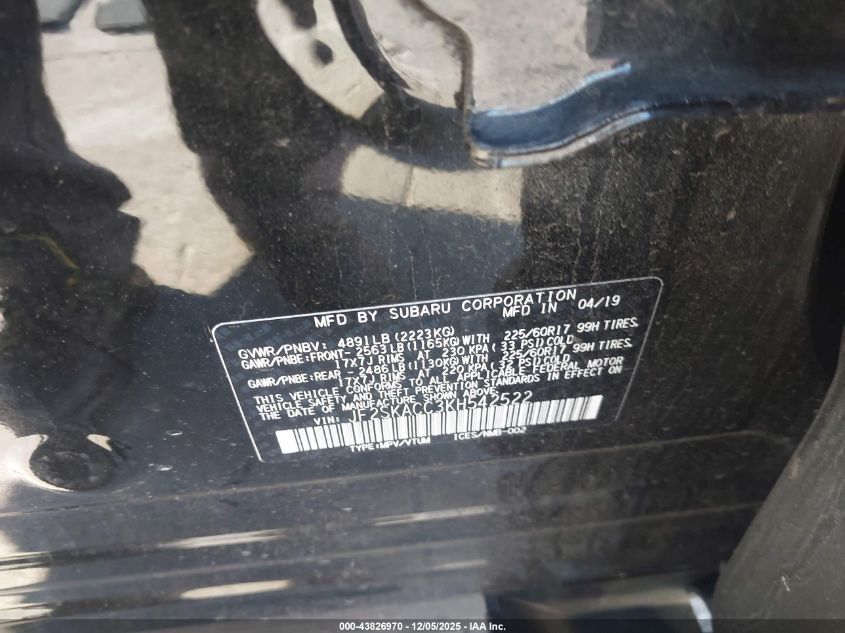 MFD BY SUBARU CORPORATION
MFD IN 04/19
GVWR/PNBV: 4891LB(2223KG)
GAWR/PNBE:FRONT- 2563LB(1165KG)WITH 225/60R17 99H TIRES.
17X7J RIMS AT 230 KPA(33 PSI)COLD
GAWR/PNBE:REAR -2486LB(1130KG)WITH 225/60R17 99H TIRES.
17X7J RIMS AT 220 KPA(32 PSI)COLD
THIS VEHICLE CONFORMS TO ALL APPLICABLE FEDERAL MOTOR
VEHICLE SAFETY AND THEFT PREVENTION STANDARDS IN EFFECT ON
THE DATE OF MANUFACTURE SHOWN ABOVE.
VIN: JF2SKACC3KH542522
TYPE:MPV/VTUM ICES/NMB-002
000-43826970 - 12/05/2025 - IAA Inc.